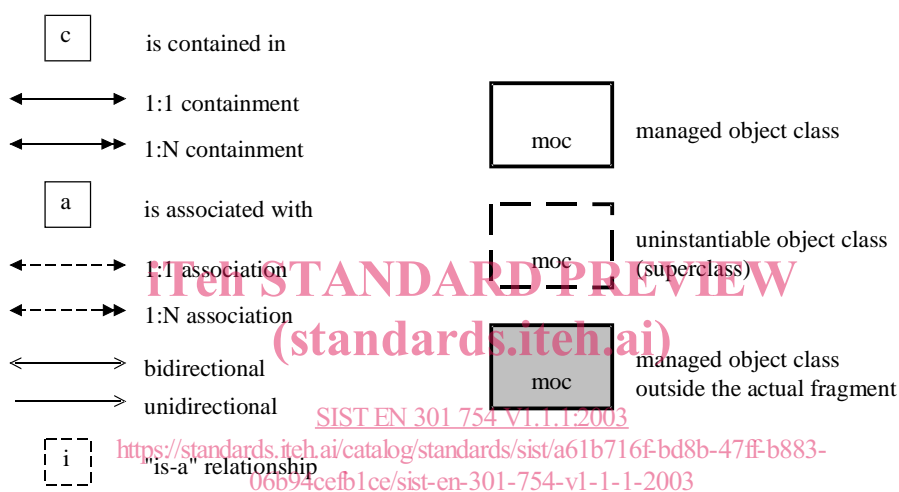 c
is contained in
1:1 containment
1:N containment
a
is associated with
1:1 association
1:N association
bidirectional
unidirectional
i
"is-a" relationship
moc
managed object class
moc
uninstantiable object class
(superclass)
moc
managed object class
outside the actual fragment
iTeh STANDARD PREVIEW
(standards.iteh.ai)
SIST EN 301 754 V1.1.1:2003
https://standards.iteh.ai/catalog/standards/sist/a61b716f-bd8b-47ff-b883-
06b94cefb1ce/sist-en-301-754-v1-1-1-2003